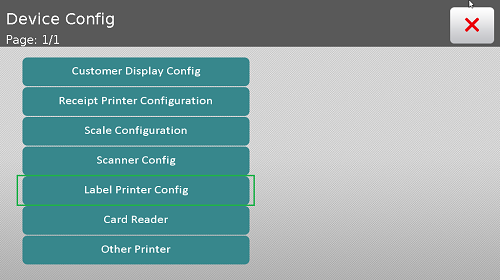 Device Config
Page: 1/1
Customer Display Config
Receipt Printer Configuration
Scale Configuration
Scanner Config
Label Printer Config
Card Reader
Other Printer